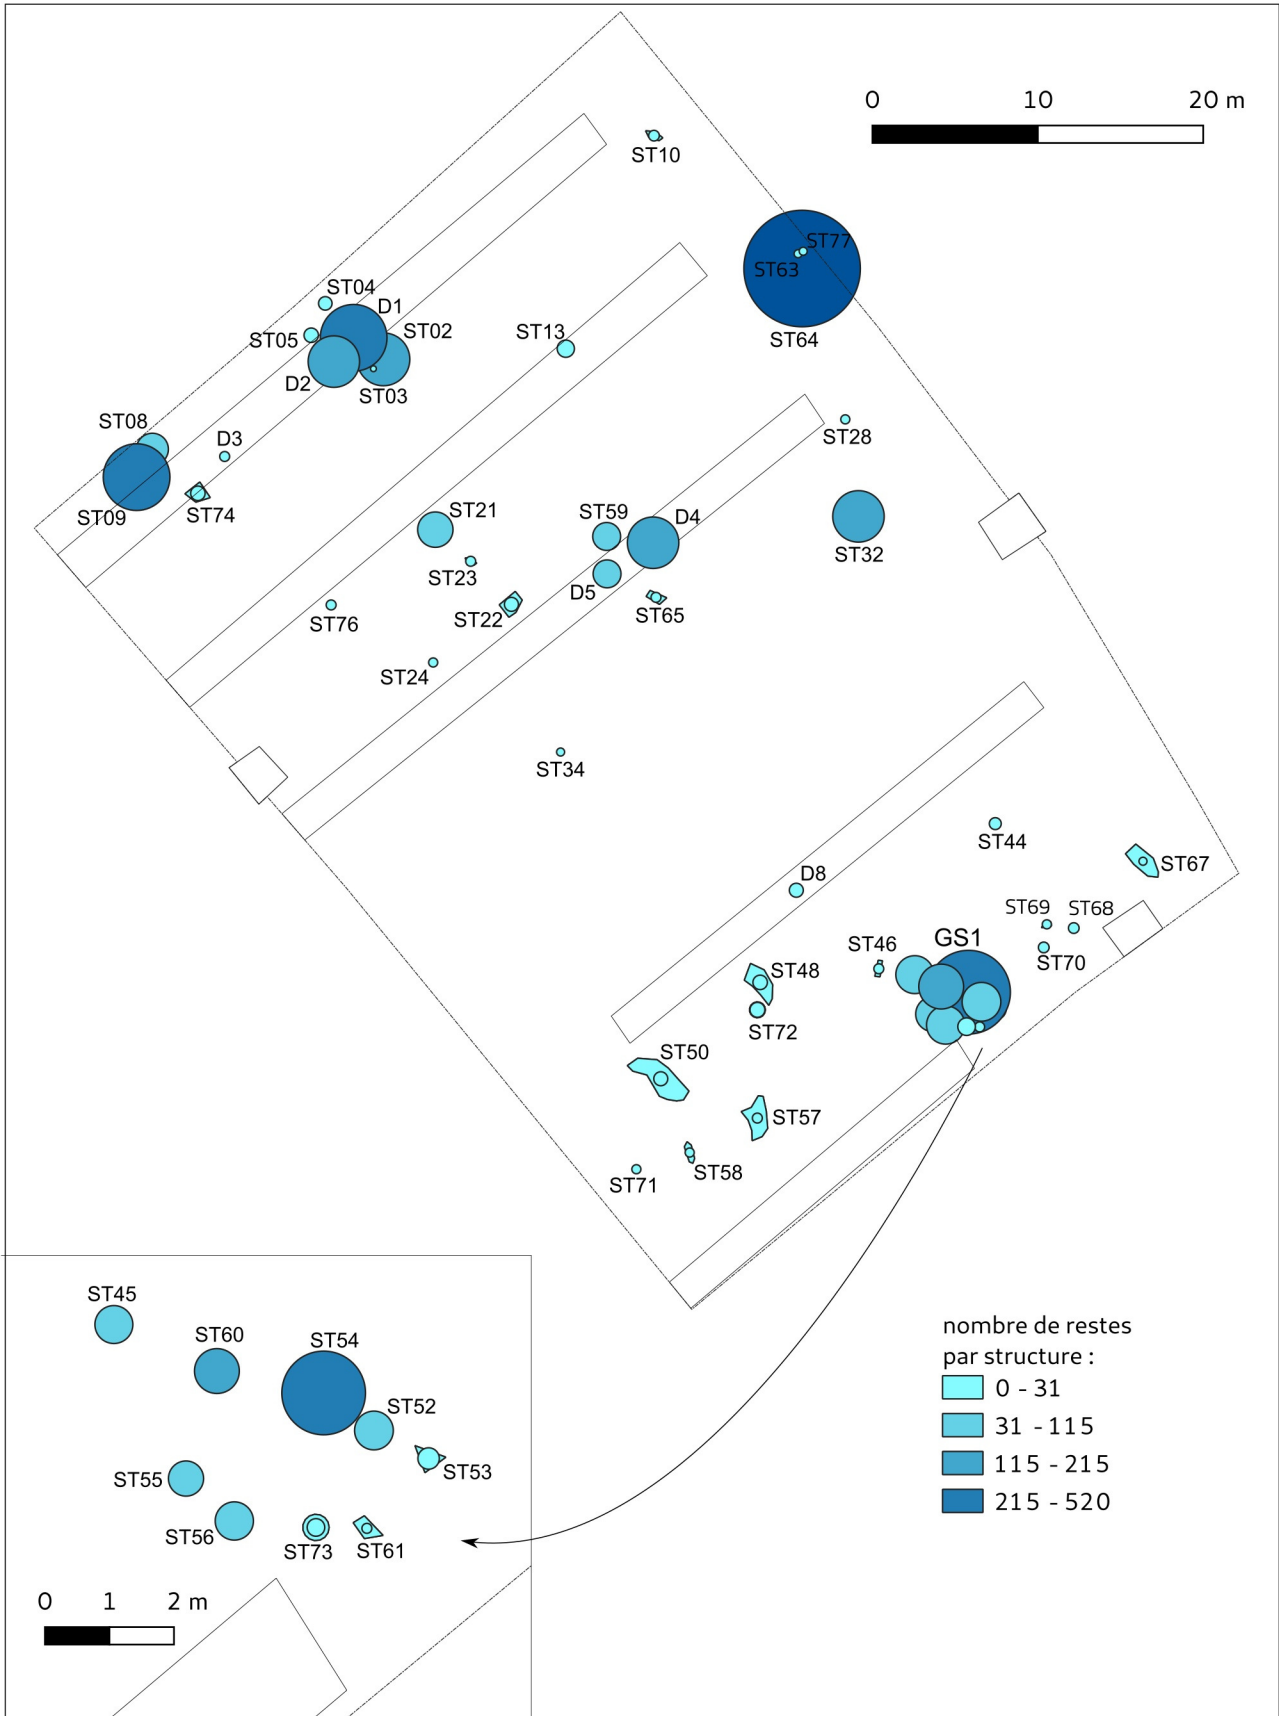 0 10 20 m
ST10
ST77
ST63
ST64
ST04
D1
ST05
ST02
ST13
D2
ST03
ST08
D3
ST28
ST09
ST74
ST21
ST59
D4
ST32
ST23
D5
ST22
ST65
ST76
ST24
ST34
ST44
ST67
D8
ST69
ST68
ST46
GS1
ST70
ST48
ST72
ST50
ST57
ST58
ST71
ST45
ST60
ST54
ST52
ST53
ST55
ST56
ST73
ST61
0 1 2 m
nombre de restes
par structure :
0 - 31
31 - 115
115 - 215
215 - 520